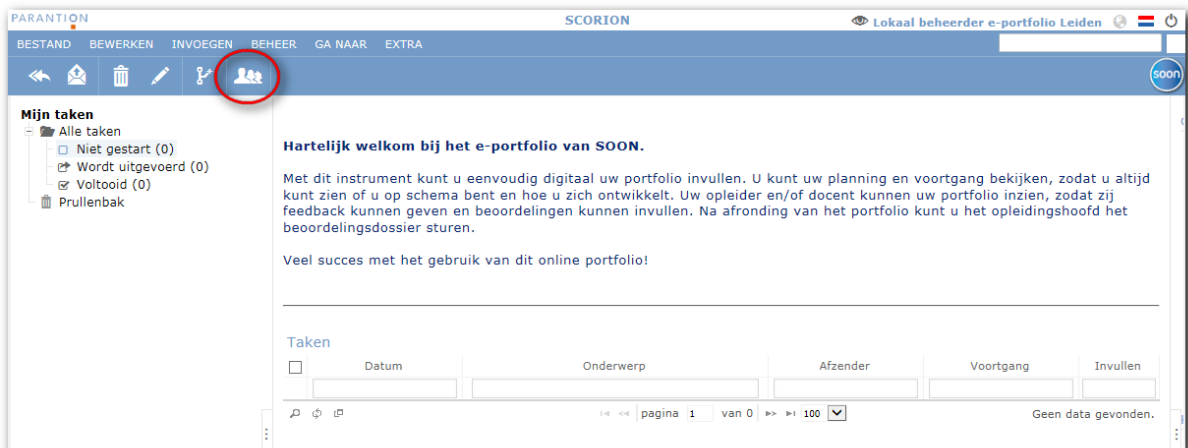 PARANTION
SCORION
Lokaal beheerder e-portfolio Leiden
BESTAND BEWERKEN INVOEGEN BEHEER GA NAAR EXTRA
soon
Mijn taken
Alle taken
Niet gestart (0)
Wordt uitgevoerd (0)
Voltooid (0)
Prullenbak
Hartelijk welkom bij het e-portfolio van SOON.
Met dit instrument kunt u eenvoudig digitaal uw portfolio invullen. U kunt uw planning en voortgang bekijken, zodat u altijd
kunt zien of u op schema bent en hoe u zich ontwikkelt. Uw opleider en/of docent kunnen uw portfolio inzien, zodat zij
feedback kunnen geven en beoordelingen kunnen invullen. Na afronding van het portfolio kunt u het opleidingshoofd het
beoordelingsdossier sturen.
Veel succes met het gebruik van dit online portfolio!
Taken
Datum Onderwerp Afzender Voortgang Invullen
pagina 1 van 0 100 Geen data gevonden.